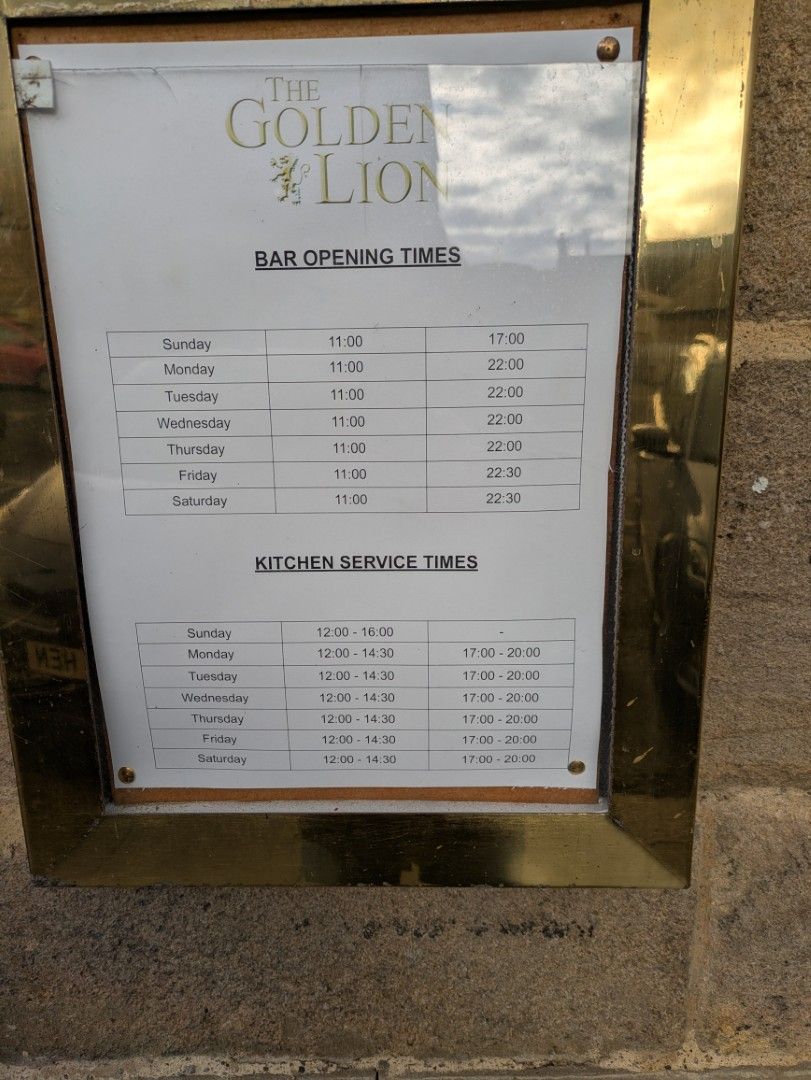 THE
GOLDEN
LION
BAR OPENING TIMES
Sunday 11:00 17:00
Monday 11:00 22:00
Tuesday 11:00 22:00
Wednesday 11:00 22:00
Thursday 11:00 22:00
Friday 11:00 22:30
Saturday 11:00 22:30
KITCHEN SERVICE TIMES
Sunday 12:00 - 16:00 -
Monday 12:00 - 14:30 17:00 - 20:00
Tuesday 12:00 - 14:30 17:00 - 20:00
Wednesday 12:00 - 14:30 17:00 - 20:00
Thursday 12:00 - 14:30 17:00 - 20:00
Friday 12:00 - 14:30 17:00 - 20:00
Saturday 12:00 - 14:30 17:00 - 20:00